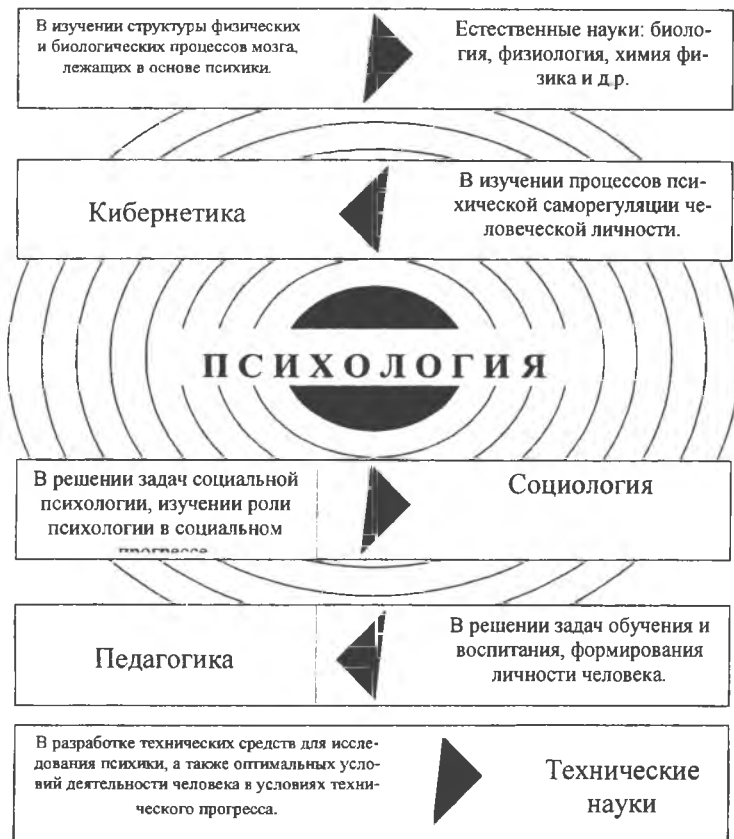 В изучении структуры физических
и биологических процессов мозга,
лежащих в основе психики.
Естественные науки: биоло-
гия, физиология, химия фи-
зика и д.р.
Кибернетика
В изучении процессов пси-
хической саморегуляции че-
ловеческой личности.
ПСИХОЛОГИЯ
В решении задач социальной
психологии, изучении роли
психологии в социальном
прогрессе
Социология
Педагогика
В решении задач обучения и
воспитания, формирования
личности человека.
В разработке технических средств для иссле-
дования психики, а также оптимальных усло-
вий деятельности человека в условиях техни-
ческого прогресса.
Технические
науки